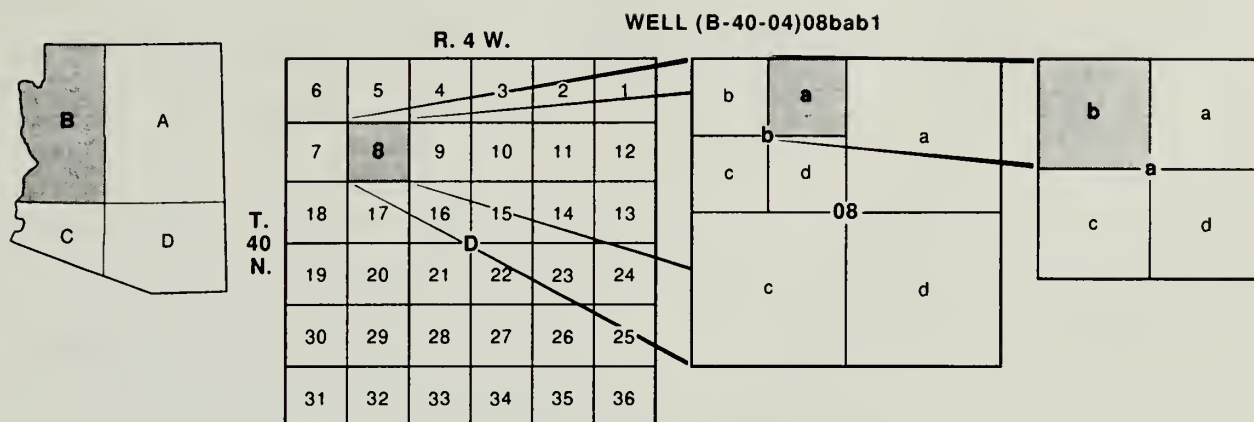 WELL (B-40-04)08bab1
R. 4 W.
B
A
C
D
T.
40
N.
6 5 4 3 2 1
7 8 9 10 11 12
18 17 16 15 14 13
D
19 20 21 22 23 24
30 29 28 27 26 25
31 32 33 34 35 36
b a
b
a
c d
08
c d
b a
a
c d